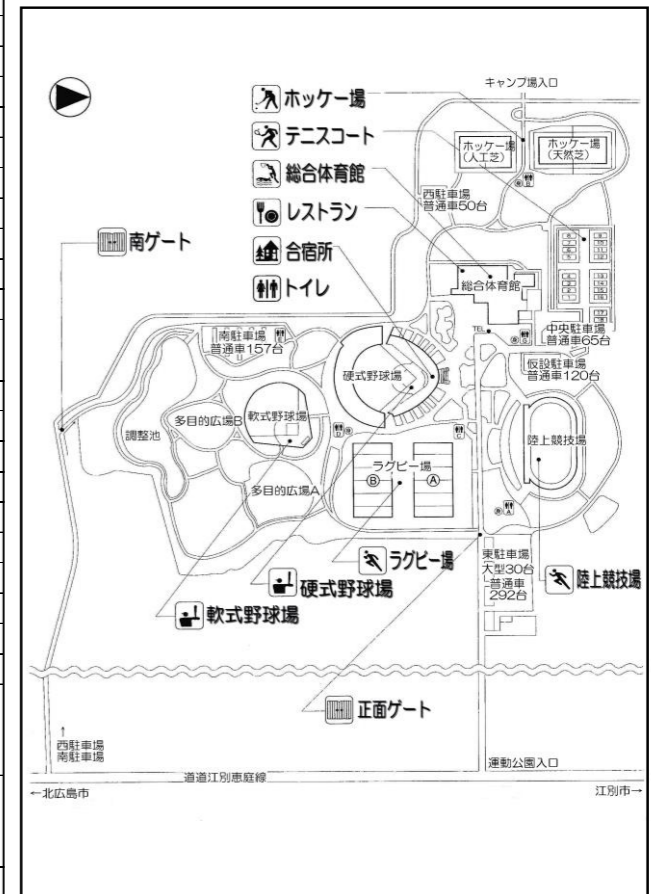 キャンプ場入口
ホッケー場
テニスコート
総合体育館
レストラン
合宿所
トイレ
ホッケー場
(人工芝)
ホッケー場
(天然芝)
西駐車場
普通車50台
南ゲート
総合体育館
TEL
中央駐車場
普通車65台
仮設駐車場
普通車120台
南駐車場
普通車157台
硬式野球場
多目的広場B
軟式野球場
調整池
多目的広場A
ラグビー場
Ⓑ
Ⓐ
陸上競技場
東駐車場
大型30台
普通車
292台
ラグビー場
硬式野球場
軟式野球場
陸上競技場
正面ゲート
↑
西駐車場
南駐車場
運動公園入口
道道江別恵庭線
←北広島市
江別市→